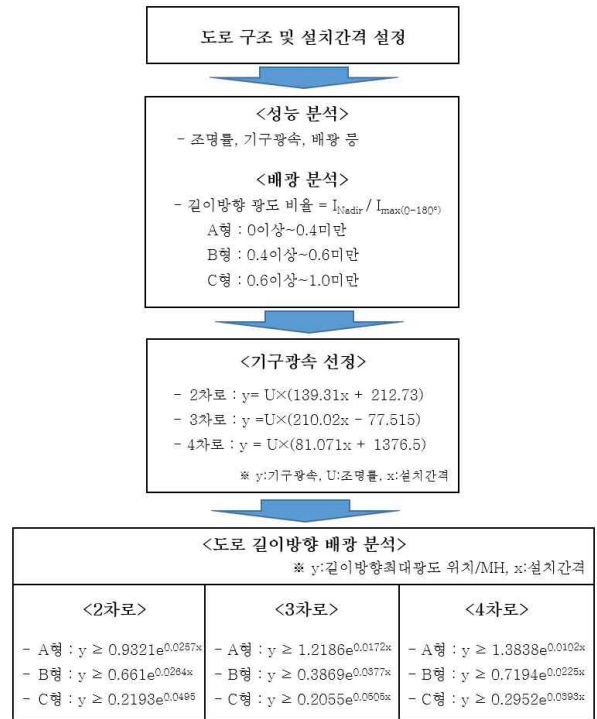 도로 구조 및 설치간격 설정
<성능 분석>
- 조명률, 기구광속, 배광 등
<배광 분석>
- 길이방향 광도 비율 = I_Nadir / I_max(0-180°)
A형 : 0이상~0.4미만
B형 : 0.4이상~0.6미만
C형 : 0.6이상~1.0미만
<기구광속 선정>
- 2차로 : y= U×(139.31x + 212.73)
- 3차로 : y =U×(210.02x - 77.515)
- 4차로 : y = U×(81.071x + 1376.5)
※ y:기구광속, U:조명률, x:설치간격
<도로 길이방향 배광 분석>
※ y:길이방향최대광도 위치/MH, x:설치간격
<2차로>
- A형 : y ≥ 0.9321e^0.0257x
- B형 : y ≥ 0.661e^0.0264x
- C형 : y ≥ 0.2193e^0.0495
<3차로>
- A형 : y ≥ 1.2186e^0.0172x
- B형 : y ≥ 0.3869e^0.0377x
- C형 : y ≥ 0.2055e^0.0505x
<4차로>
- A형 : y ≥ 1.3838e^0.0102x
- B형 : y ≥ 0.7194e^0.0225x
- C형 : y ≥ 0.2952e^0.0393x